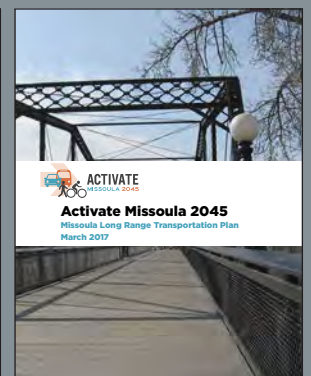 ACTIVATE
MISSOULA 2045
Activate Missoula 2045
Missoula Long Range Transportation Plan
March 2017